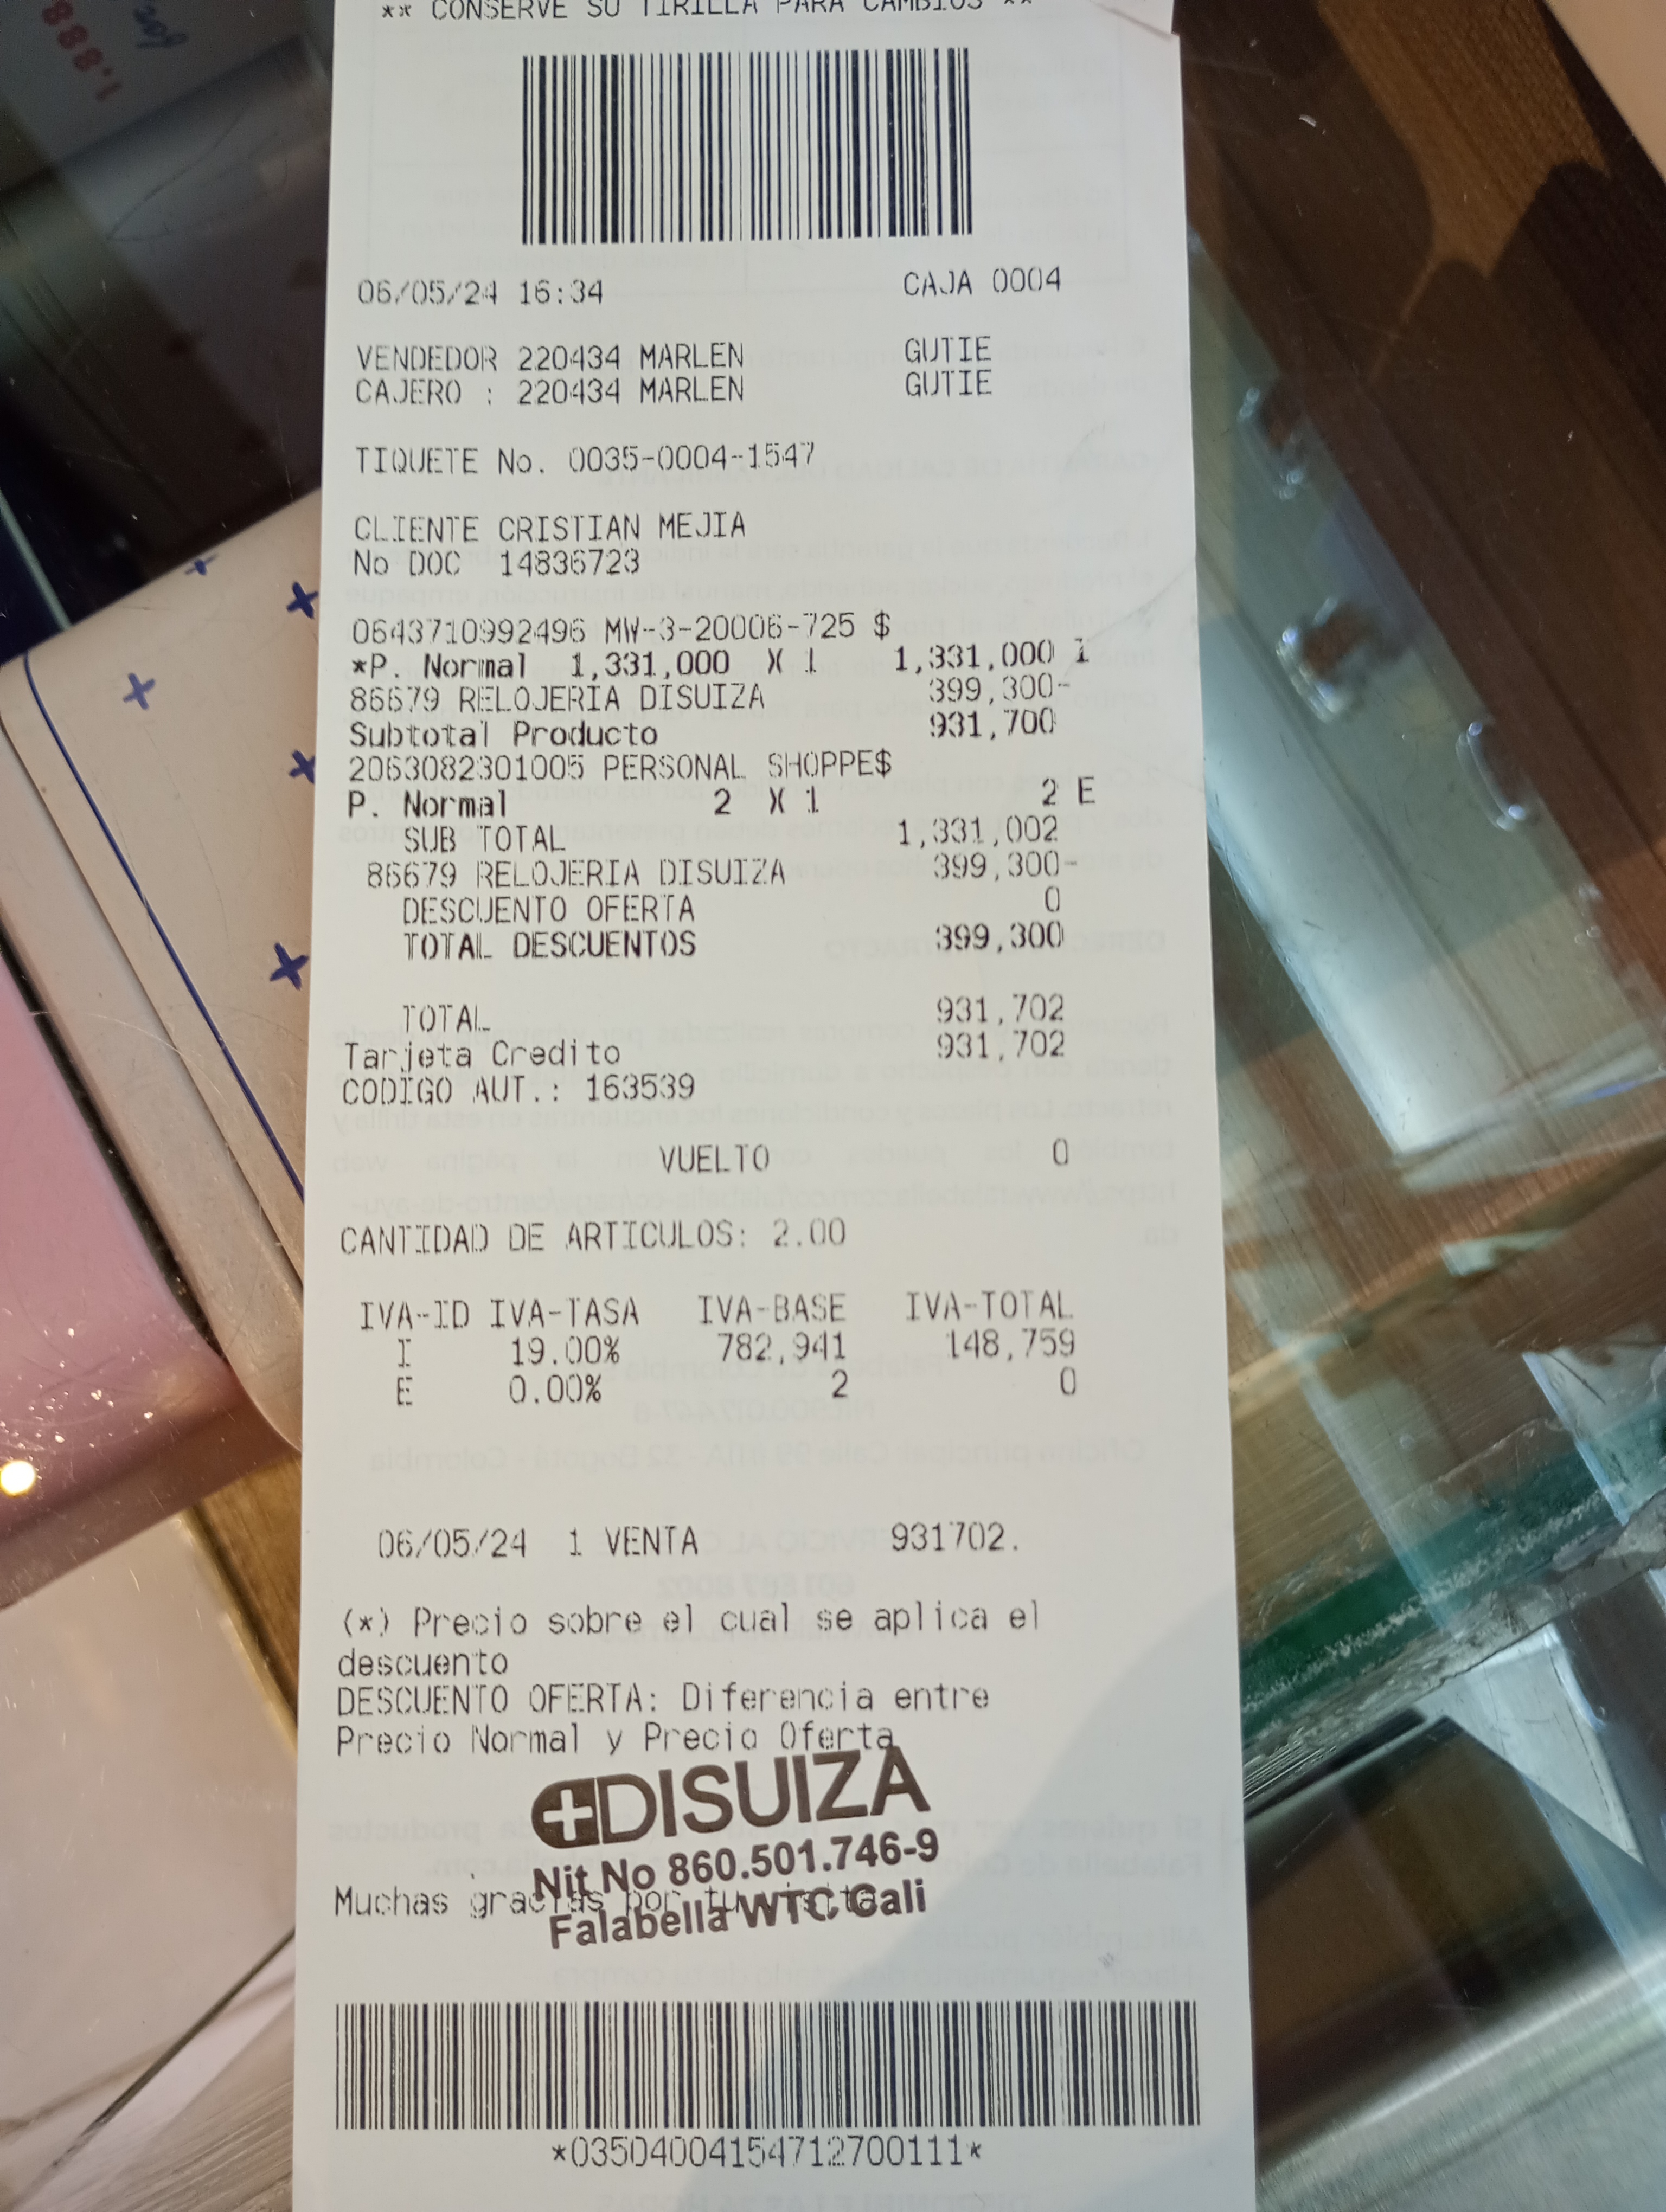 ** CONSERVE SU TIRILLA PARA CAMBIOS **
06/05/24 16:34 CAJA 0004
VENDEDOR 220434 MARLEN GUTIE
CAJERO : 220434 MARLEN GUTIE
TIQUETE No. 0035-0004-1547
CLIENTE CRISTIAN MEJIA
No DOC 14836723
0643710992496 MW-3-20006-725 $
*P. Normal 1,331,000 X 1 1,331,000 I
86679 RELOJERIA DISUIZA 399,300-
Subtotal Producto 931,700
2063082301005 PERSONAL SHOPPE$
P. Normal 2 X 1 2 E
SUB TOTAL 1,331,002
86679 RELOJERIA DISUIZA 399,300-
DESCUENTO OFERTA 0
TOTAL DESCUENTOS 399,300
TOTAL 931,702
Tarjeta Credito 931,702
CODIGO AUT.: 163539
VUELTO 0
CANTIDAD DE ARTICULOS: 2.00
IVA-ID IVA-TASA IVA-BASE IVA-TOTAL
I 19.00% 782,941 148,759
E 0.00% 2 0
06/05/24 1 VENTA 931702.
(*) Precio sobre el cual se aplica el
descuento
DESCUENTO OFERTA: Diferencia entre
Precio Normal y Precio Oferta
DISUIZA
Nit No 860.501.746-9
Muchas gracias por tu visita
Falabella WTC Cali
*03504004154712700111*